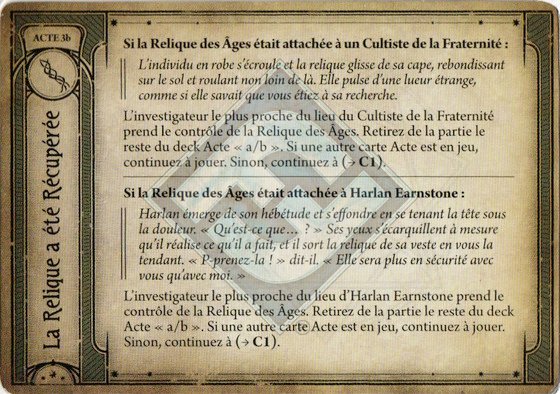 ACTE 3b
La Relique a été Récupérée
Si la Relique des Âges était attachée à un Cultiste de la Fraternité :
L'individu en robe s'écroule et la relique glisse de sa cape, rebondissant
sur le sol et roulant non loin de là. Elle pulse d'une lueur étrange,
comme si elle savait que vous étiez à sa recherche.
L'investigateur le plus proche du lieu du Cultiste de la Fraternité
prend le contrôle de la Relique des Âges. Retirez de la partie le
reste du deck Acte « a/b ». Si une autre carte Acte est en jeu,
continuez à jouer. Sinon, continuez à (→ C1).
Si la Relique des Âges était attachée à Harlan Earnstone :
Harlan émerge de son hébétude et s'effondre en se tenant la tête sous
la douleur. « Qu'est-ce que… ? » Ses yeux s'écarquillent à mesure
qu'il réalise ce qu'il a fait, et il sort la relique de sa veste en vous la
tendant. « P-prenez-la ! » dit-il. « Elle sera plus en sécurité avec
vous qu'avec moi. »
L'investigateur le plus proche du lieu d'Harlan Earnstone prend le
contrôle de la Relique des Âges. Retirez de la partie le reste du deck
Acte « a/b ». Si une autre carte Acte est en jeu, continuez à jouer.
Sinon, continuez à (→ C1).